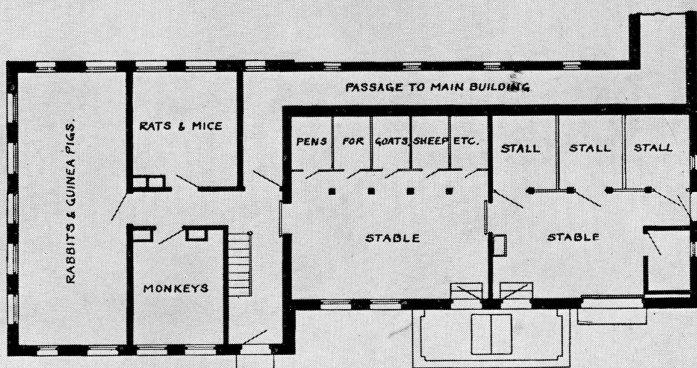 PASSAGE TO MAIN BUILDING
RABBITS & GUINEA PIGS.
RATS & MICE
PENS FOR GOATS, SHEEP ETC.
STALL STALL STALL
STABLE STABLE
MONKEYS